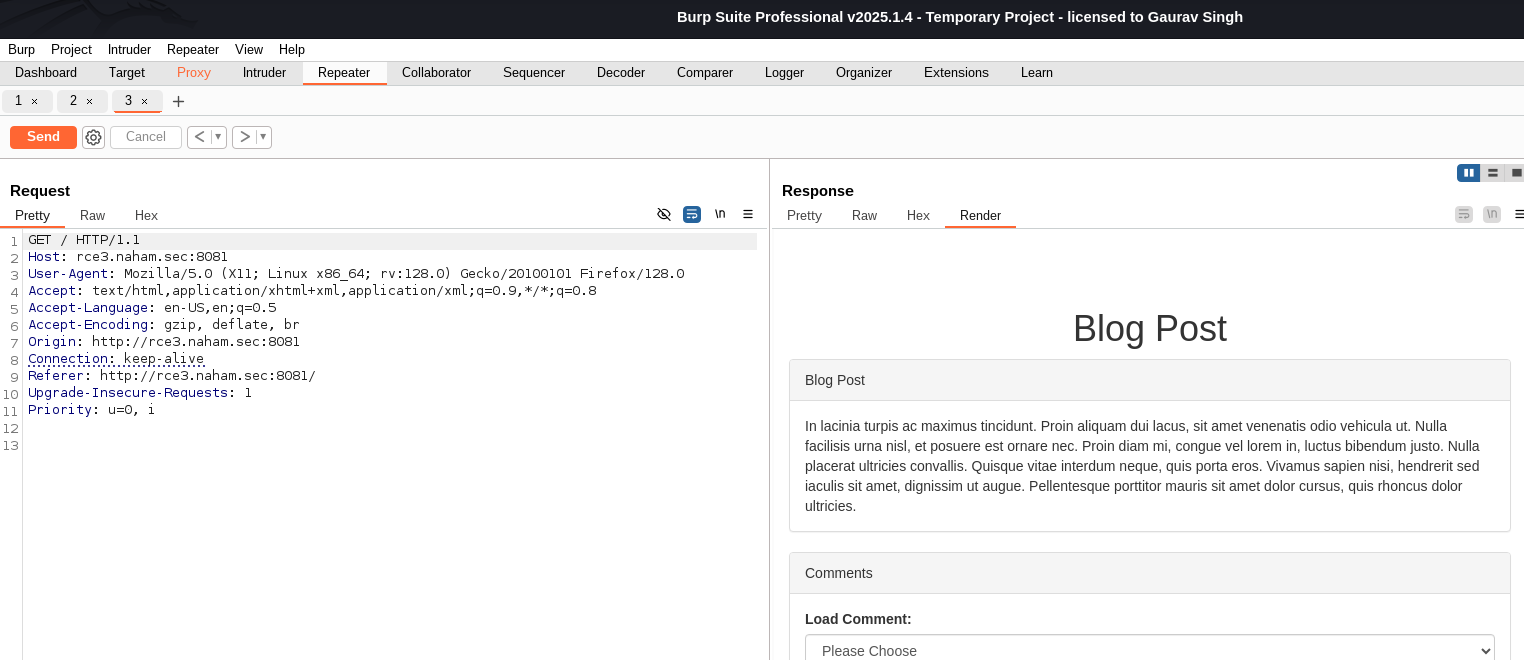 Burp Suite Professional v2025.1.4 - Temporary Project - licensed to Gaurav Singh
Burp Project Intruder Repeater View Help
Dashboard Target Proxy Intruder Repeater Collaborator Sequencer Decoder Comparer Logger Organizer Extensions Learn
1 × 2 × 3 × +
Send Cancel < >
Request
Pretty Raw Hex
\n
1 GET / HTTP/1.1
2 Host: rce3.naham.sec:8081
3 User-Agent: Mozilla/5.0 (X11; Linux x86_64; rv:128.0) Gecko/20100101 Firefox/128.0
4 Accept: text/html,application/xhtml+xml,application/xml;q=0.9,*/*;q=0.8
5 Accept-Language: en-US,en;q=0.5
6 Accept-Encoding: gzip, deflate, br
7 Origin: http://rce3.naham.sec:8081
8 Connection: keep-alive
9 Referer: http://rce3.naham.sec:8081/
10 Upgrade-Insecure-Requests: 1
11 Priority: u=0, i
12
13
Response
Pretty Raw Hex Render
\n
Blog Post
Blog Post
In lacinia turpis ac maximus tincidunt. Proin aliquam dui lacus, sit amet venenatis odio vehicula ut. Nulla
facilisis urna nisl, et posuere est ornare nec. Proin diam mi, congue vel lorem in, luctus bibendum justo. Nulla
placerat ultricies convallis. Quisque vitae interdum neque, quis porta eros. Vivamus sapien nisi, hendrerit sed
iaculis sit amet, dignissim ut augue. Pellentesque porttitor mauris sit amet dolor cursus, quis rhoncus dolor
ultricies.
Comments
Load Comment:
Please Choose